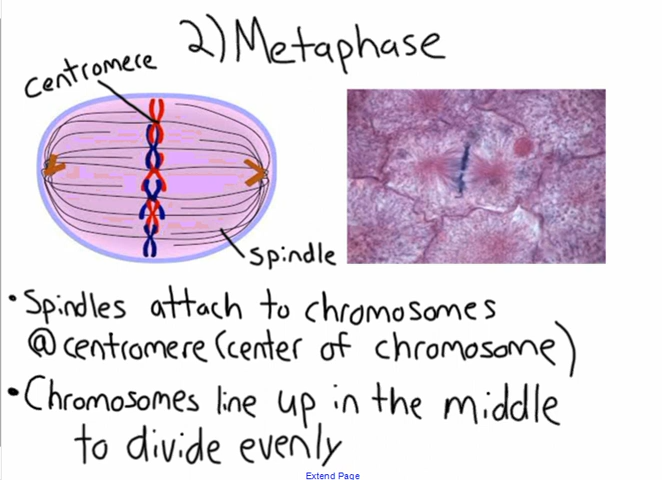 2) Metaphase
centromere
spindle
• Spindles attach to chromosomes
@ centromere (center of chromosome)
• Chromosomes line up in the middle
to divide evenly
Extend Page